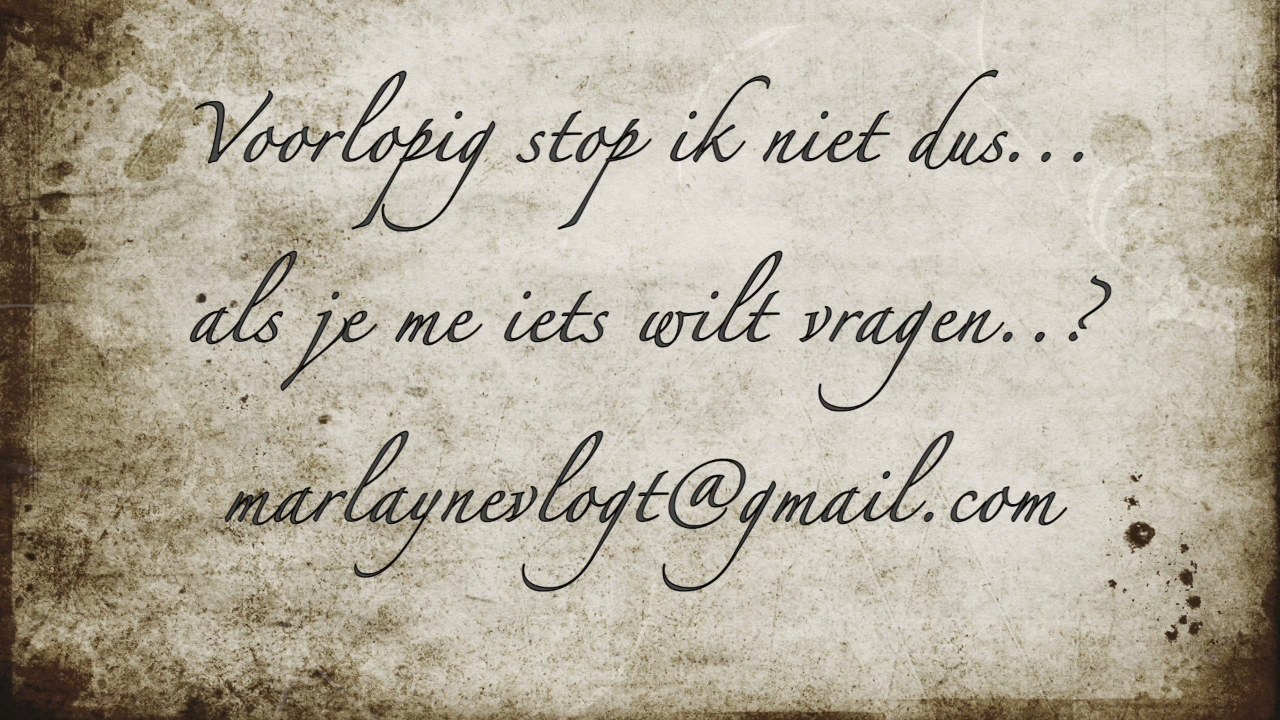 Voorlopig stop ik niet dus...
als je me iets wilt vragen...?
marlaynevlogt@gmail.com